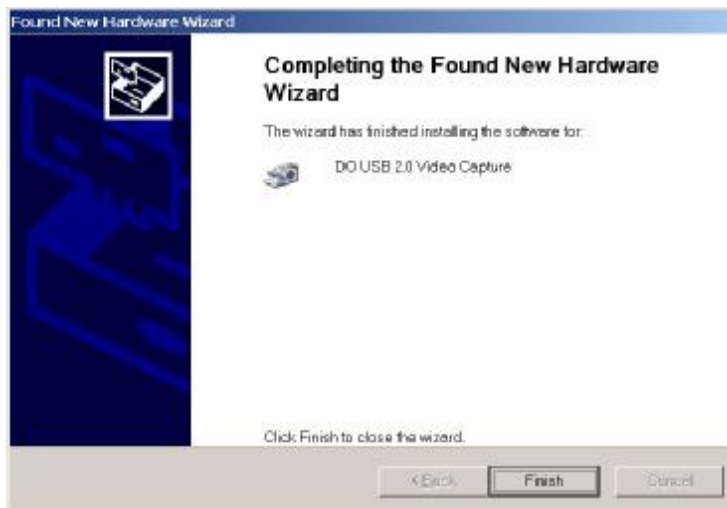 Found New Hardware Wizard
Completing the Found New Hardware
Wizard
The wizard has finished installing the software for:
DO USB 2.0 Video Capture
Click Finish to close the wizard.
< Back
Finish
Cancel